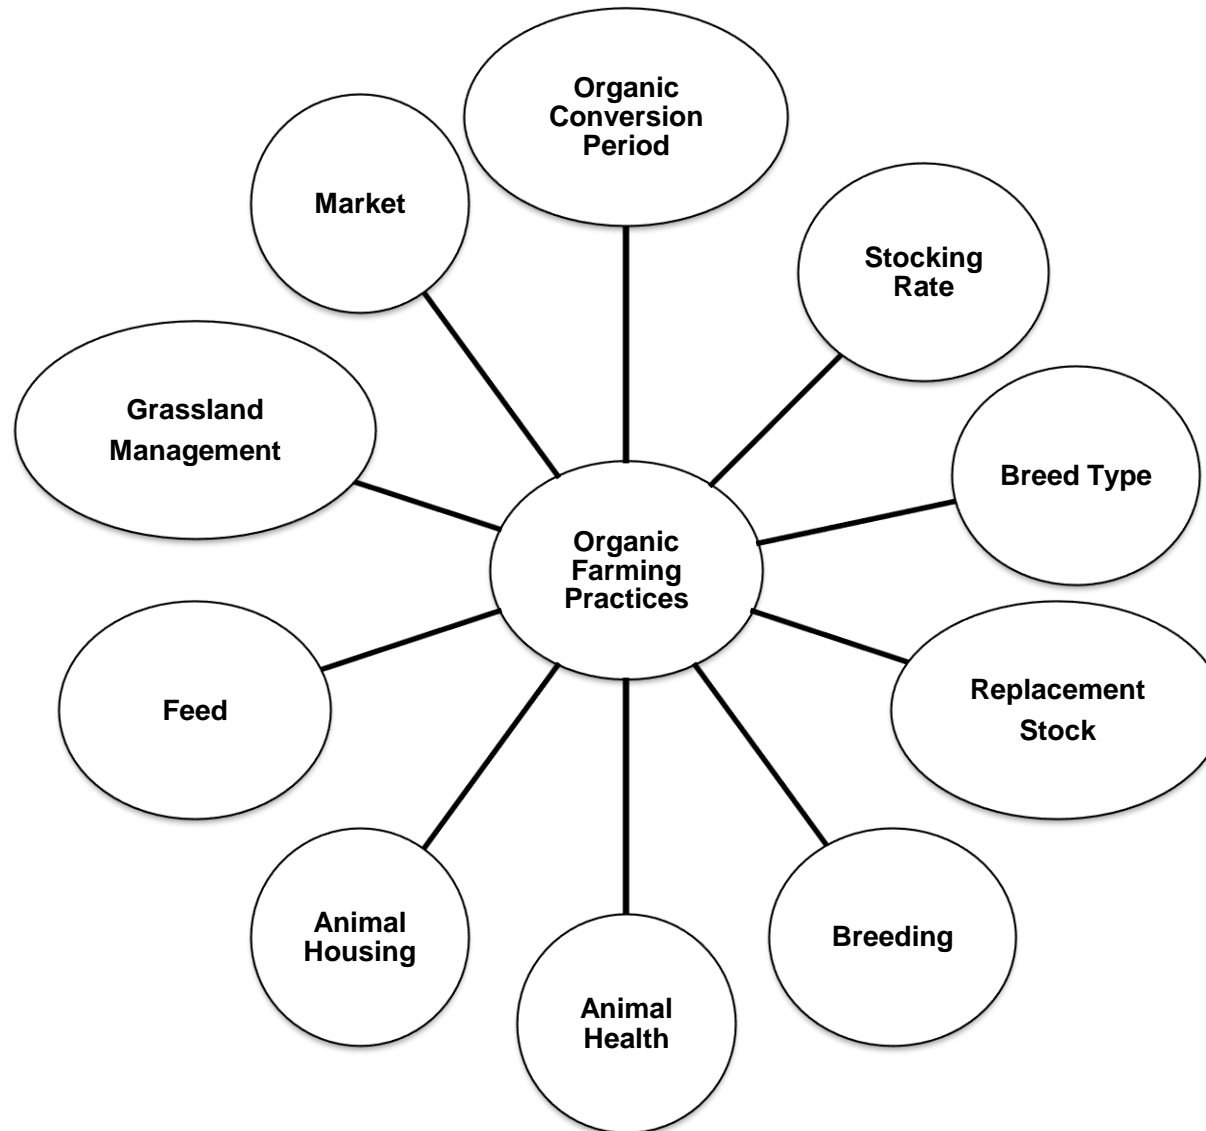 Organic
Conversion
Period
Market
Stocking
Rate
Grassland
Management
Breed Type
Organic
Farming
Practices
Replacement
Stock
Feed
Animal
Housing
Breeding
Animal
Health